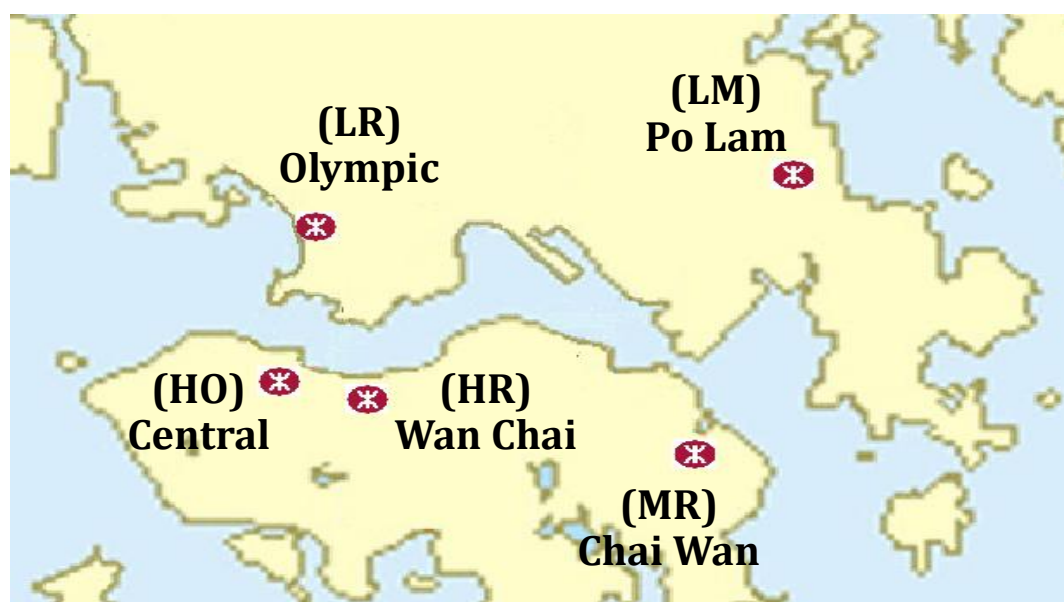 (LM)
Po Lam
(LR)
Olympic
(HO)
Central
(HR)
Wan Chai
(MR)
Chai Wan